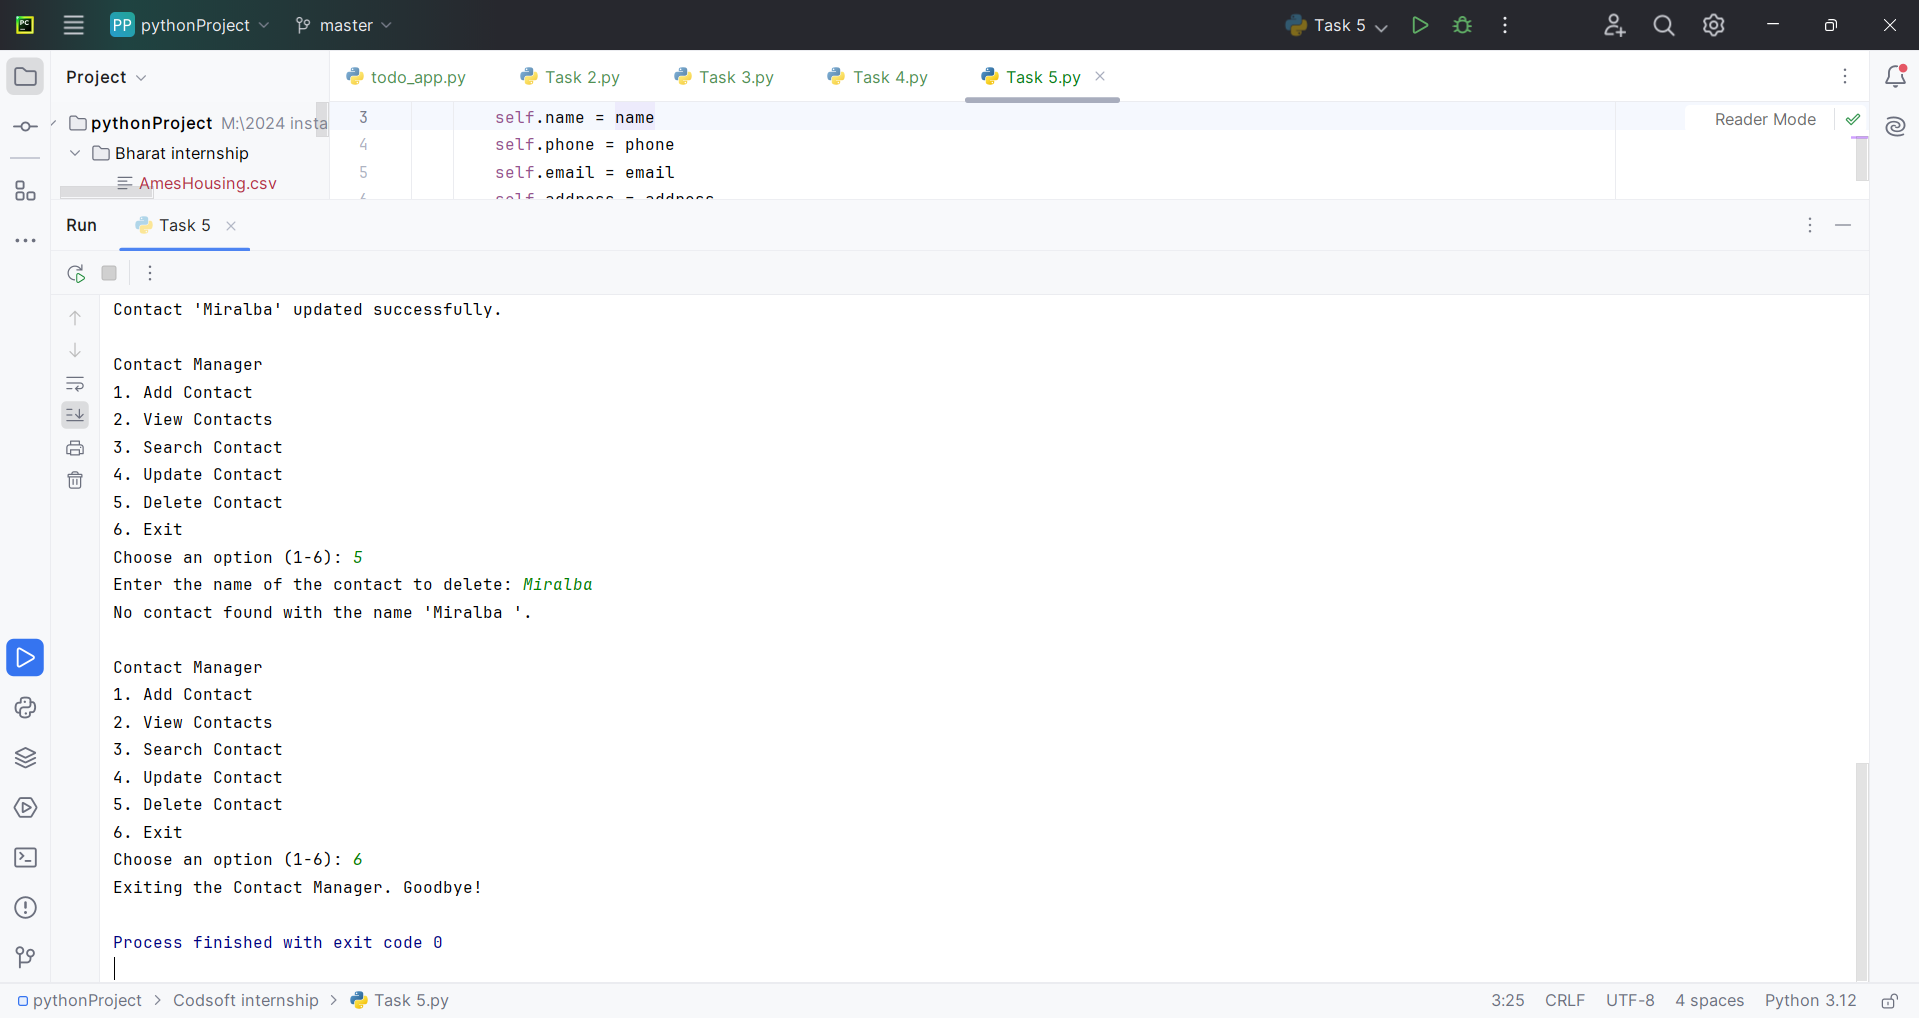 PC
PP pythonProject master Task 5
Project
todo_app.py Task 2.py Task 3.py Task 4.py Task 5.py
pythonProject M:\2024 insta
Bharat internship
AmesHousing.csv
3 self.name = name
4 self.phone = phone
5 self.email = email
6 self.address = address
Reader Mode
Run Task 5
Contact 'Miralba' updated successfully.
Contact Manager
1. Add Contact
2. View Contacts
3. Search Contact
4. Update Contact
5. Delete Contact
6. Exit
Choose an option (1-6): 5
Enter the name of the contact to delete: Miralba
No contact found with the name 'Miralba '.
Contact Manager
1. Add Contact
2. View Contacts
3. Search Contact
4. Update Contact
5. Delete Contact
6. Exit
Choose an option (1-6): 6
Exiting the Contact Manager. Goodbye!
Process finished with exit code 0
pythonProject > Codsoft internship > Task 5.py
3:25 CRLF UTF-8 4 spaces Python 3.12